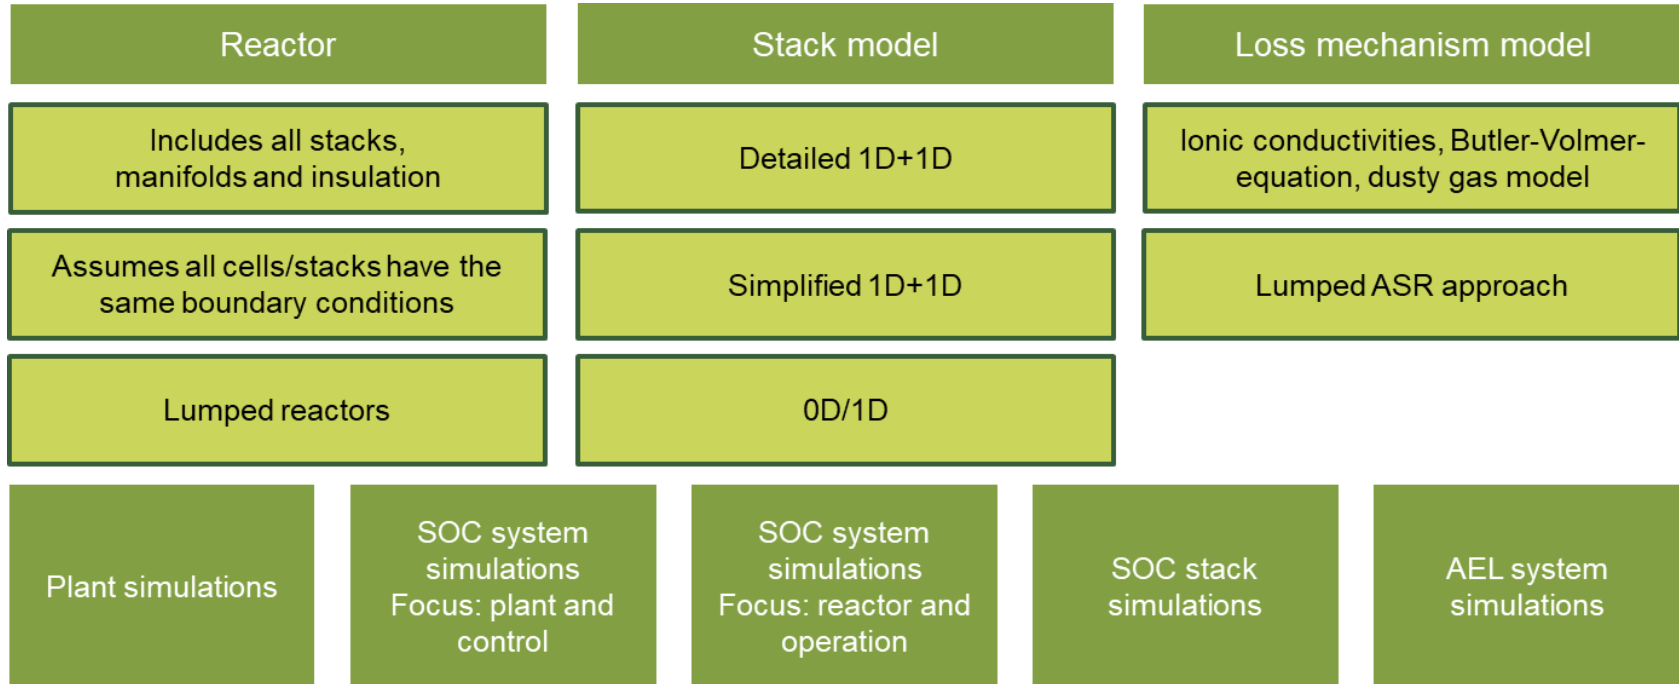 Reactor
Stack model
Loss mechanism model
Includes all stacks,
manifolds and insulation
Detailed 1D+1D
Ionic conductivities, Butler-Volmer-
equation, dusty gas model
Assumes all cells/stacks have the
same boundary conditions
Simplified 1D+1D
Lumped ASR approach
Lumped reactors
0D/1D
Plant simulations
SOC system
simulations
Focus: plant and
control
SOC system
simulations
Focus: reactor and
operation
SOC stack
simulations
AEL system
simulations